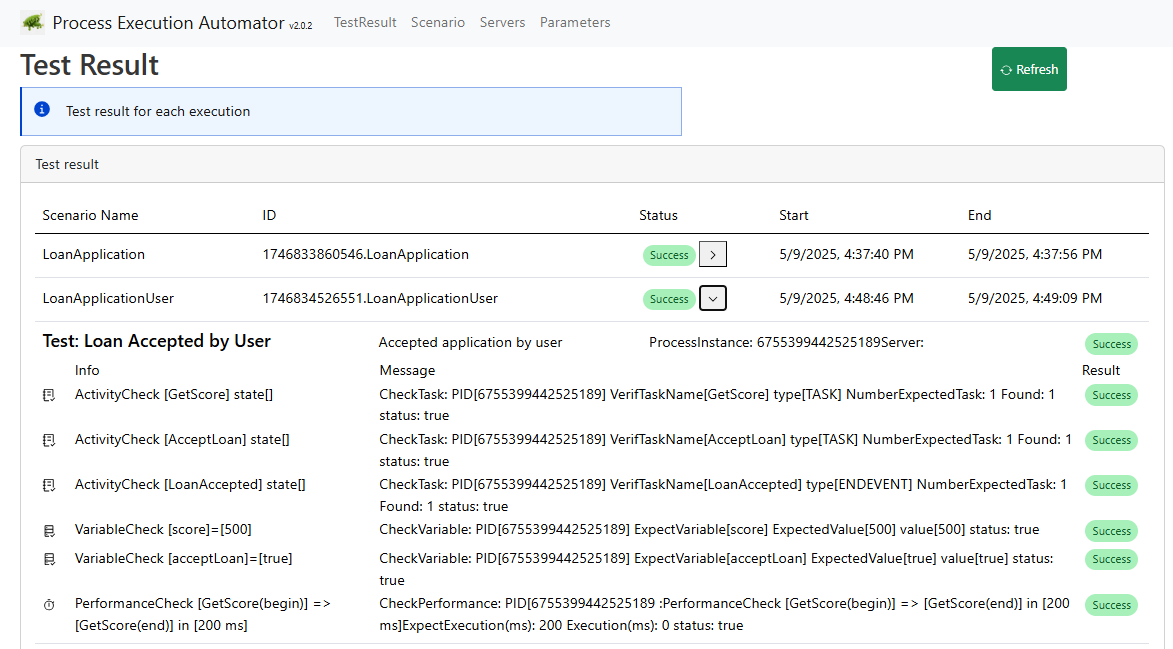 Process Execution Automator v2.0.2 TestResult Scenario Servers Parameters
Test Result
Refresh
Test result for each execution
Test result
Scenario Name ID Status Start End
LoanApplication 1746833860546.LoanApplication Success 5/9/2025, 4:37:40 PM 5/9/2025, 4:37:56 PM
LoanApplicationUser 1746834526551.LoanApplicationUser Success 5/9/2025, 4:48:46 PM 5/9/2025, 4:49:09 PM
Test: Loan Accepted by User Accepted application by user ProcessInstance: 6755399442525189Server: Success
Info Message Result
ActivityCheck [GetScore] state[] CheckTask: PID[6755399442525189] VerifTaskName[GetScore] type[TASK] NumberExpectedTask: 1 Found: 1 Success
status: true
ActivityCheck [AcceptLoan] state[] CheckTask: PID[6755399442525189] VerifTaskName[AcceptLoan] type[TASK] NumberExpectedTask: 1 Found: 1 Success
status: true
ActivityCheck [LoanAccepted] state[] CheckTask: PID[6755399442525189] VerifTaskName[LoanAccepted] type[ENDEVENT] NumberExpectedTask: 1 Success
Found: 1 status: true
VariableCheck [score]=[500] CheckVariable: PID[6755399442525189] ExpectVariable[score] ExpectedValue[500] value[500] status: true Success
VariableCheck [acceptLoan]=[true] CheckVariable: PID[6755399442525189] ExpectVariable[acceptLoan] ExpectedValue[true] value[true] status: Success
true
PerformanceCheck [GetScore(begin)] => CheckPerformance: PID[6755399442525189 :PerformanceCheck [GetScore(begin)] => [GetScore(end)] in [200 Success
[GetScore(end)] in [200 ms] ms]ExpectExecution(ms): 200 Execution(ms): 0 status: true